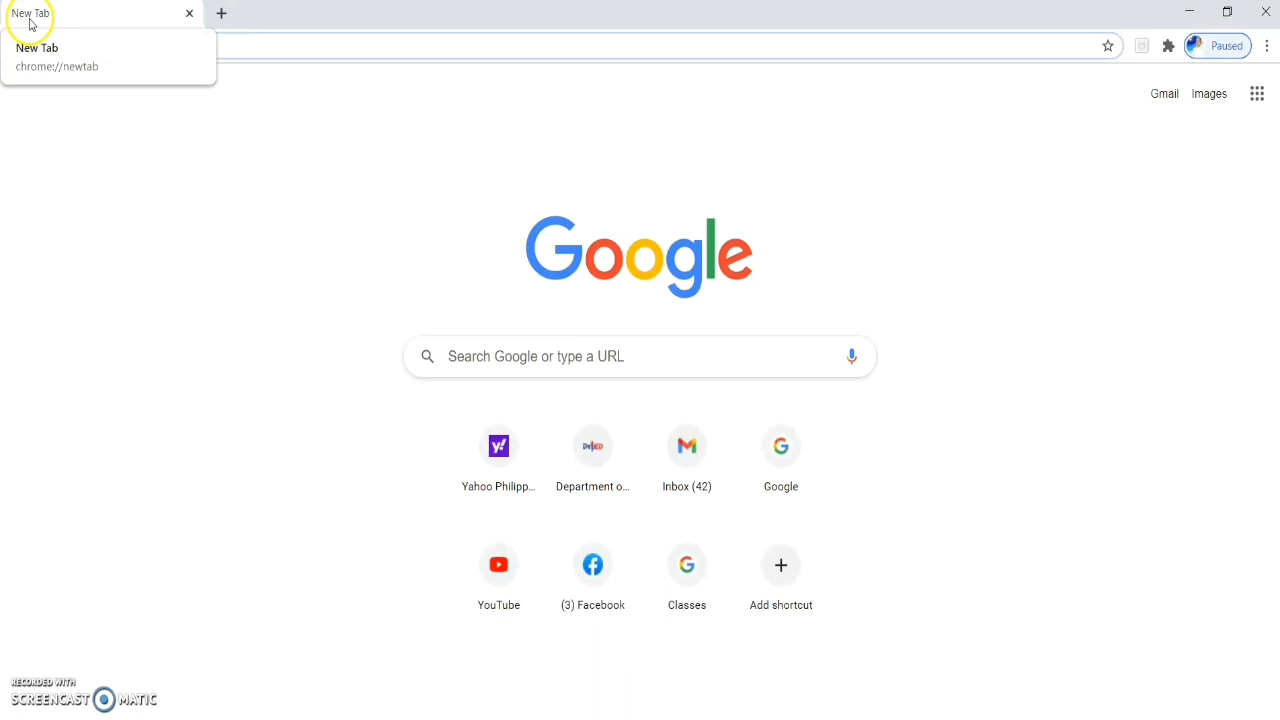 New Tab
New Tab
chrome://newtab
Paused
Gmail Images
Google
Search Google or type a URL
Yahoo Philipp... Department o... Inbox (42) Google
YouTube (3) Facebook Classes Add shortcut
RECORDED WITH
SCREENCAST MATIC